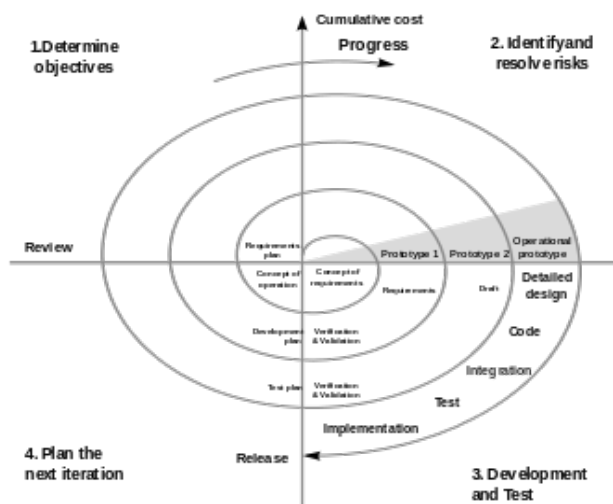 Cumulative cost
1.Determine
objectives
Progress
2. Identify and
resolve risks
Requirements
plan
Review
Prototype 1
Prototype 2
Operational
prototype
Concept of
operation
Concept of
requirements
Requirements
Draft
Detailed
design
Development
plan
Verification
& Validation
Code
Integration
Test plan
Verification
& Validation
Test
Implementation
4. Plan the
next iteration
Release
3. Development
and Test